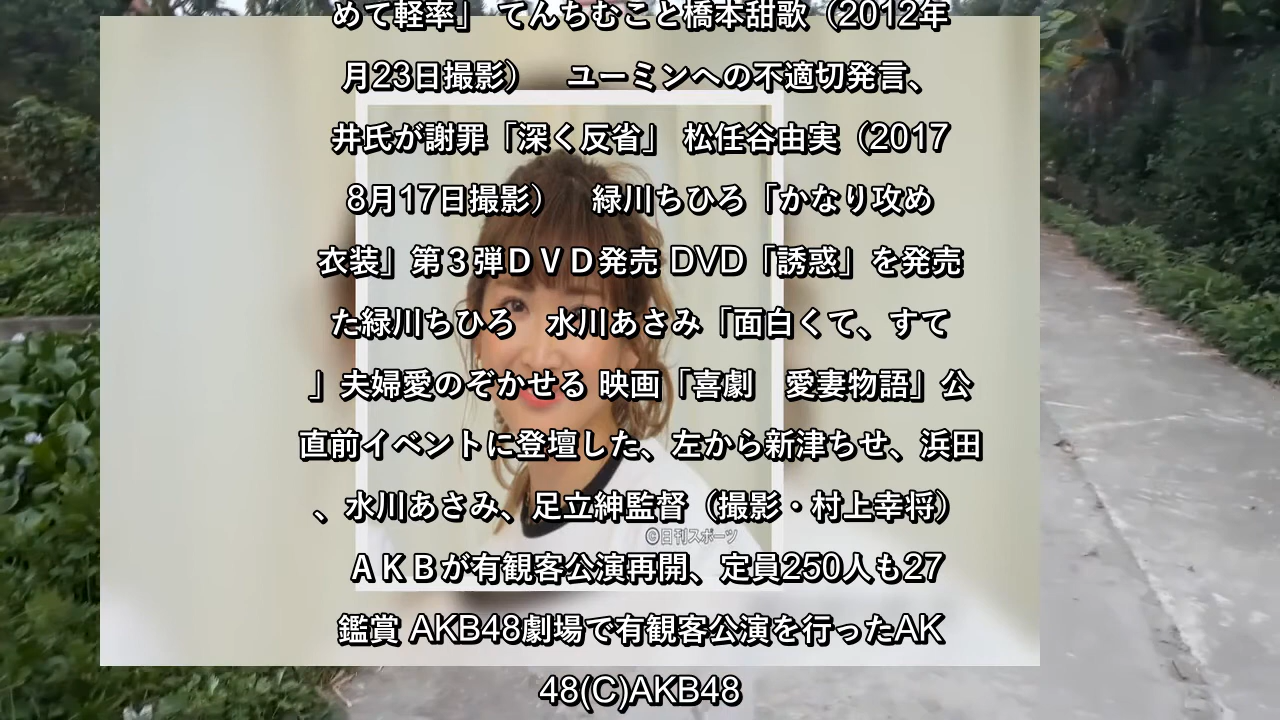 めて軽率」 てんちむこと橋本甜歌（2012年
月23日撮影） ユーミンへの不適切発言、
井氏が謝罪「深く反省」 松任谷由実（2017
8月17日撮影） 緑川ちひろ「かなり攻め
衣装」第３弾ＤＶＤ発売 DVD「誘惑」を発売
た緑川ちひろ 水川あさみ「面白くて、すて
」夫婦愛のぞかせる 映画「喜劇 愛妻物語」公
直前イベントに登壇した、左から新津ちせ、浜田
、水川あさみ、足立紳監督（撮影・村上幸将）
©日刊スポーツ
ＡＫＢが有観客公演再開、定員250人も27
鑑賞 AKB48劇場で有観客公演を行ったAK
48(C)AKB48